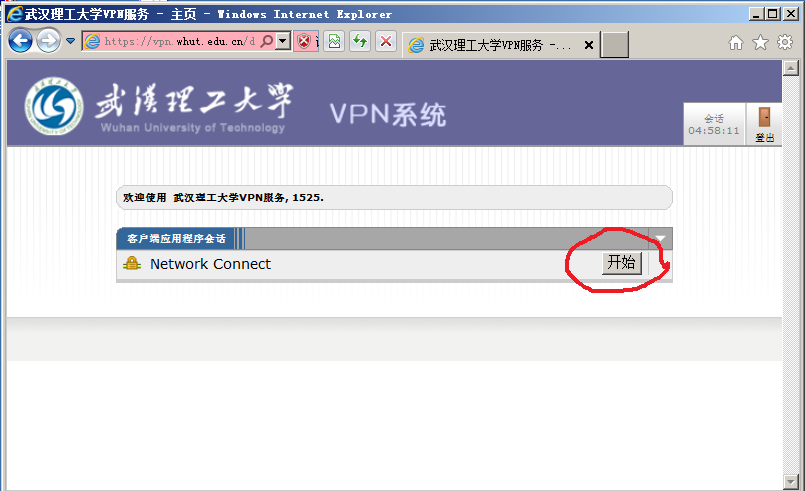 武汉理工大学VPN服务 - 主页 - Windows Internet Explorer
https://vpn.whut.edu.cn/d
武汉理工大学VPN服务 -...
武漢理工大学
Wuhan University of Technology
VPN系统
会话
04:58:11
登出
欢迎使用 武汉理工大学VPN服务, 1525.
客户端应用程序会话
Network Connect
开始